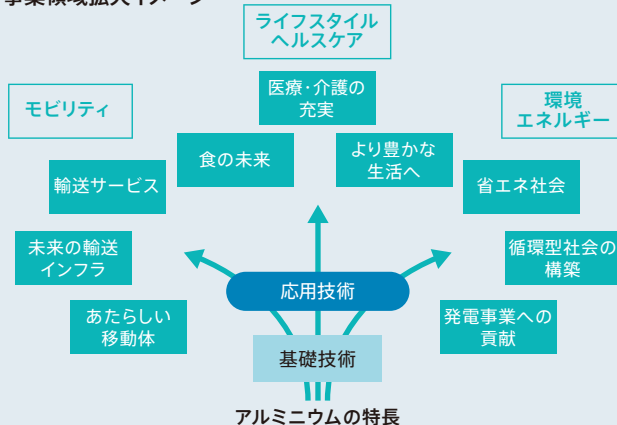 事業領域拡大イメージ
ライフスタイル
ヘルスケア
医療・介護の
充実
モビリティ
環境
エネルギー
食の未来
より豊かな
生活へ
輸送サービス
省エネ社会
未来の輸送
インフラ
循環型社会の
構築
応用技術
あたらしい
移動体
発電事業への
貢献
基礎技術
アルミニウムの特長